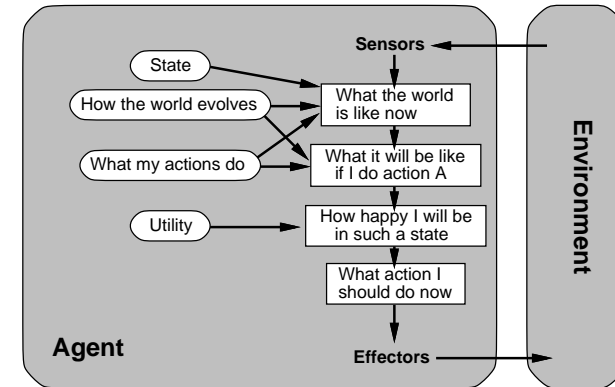 Sensors
State
How the world evolves
What my actions do
Utility
What the world
is like now
What it will be like
if I do action A
How happy I will be
in such a state
What action I
should do now
Agent
Effectors
Environment